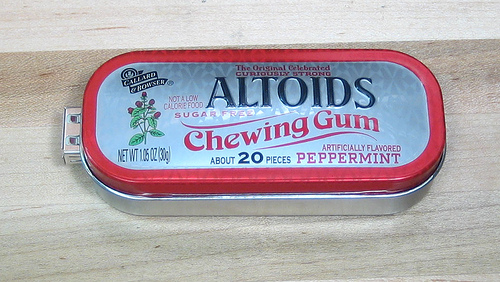 The Original Celebrated
CURIOUSLY STRONG
CALLARD
& BOWSER
ALTOIDS
NOT A LOW
CALORIE FOOD
SUGAR FREE
Chewing Gum
ARTIFICIALLY FLAVORED
NET WT 1.05 OZ (30g)
ABOUT 20 PIECES PEPPERMINT